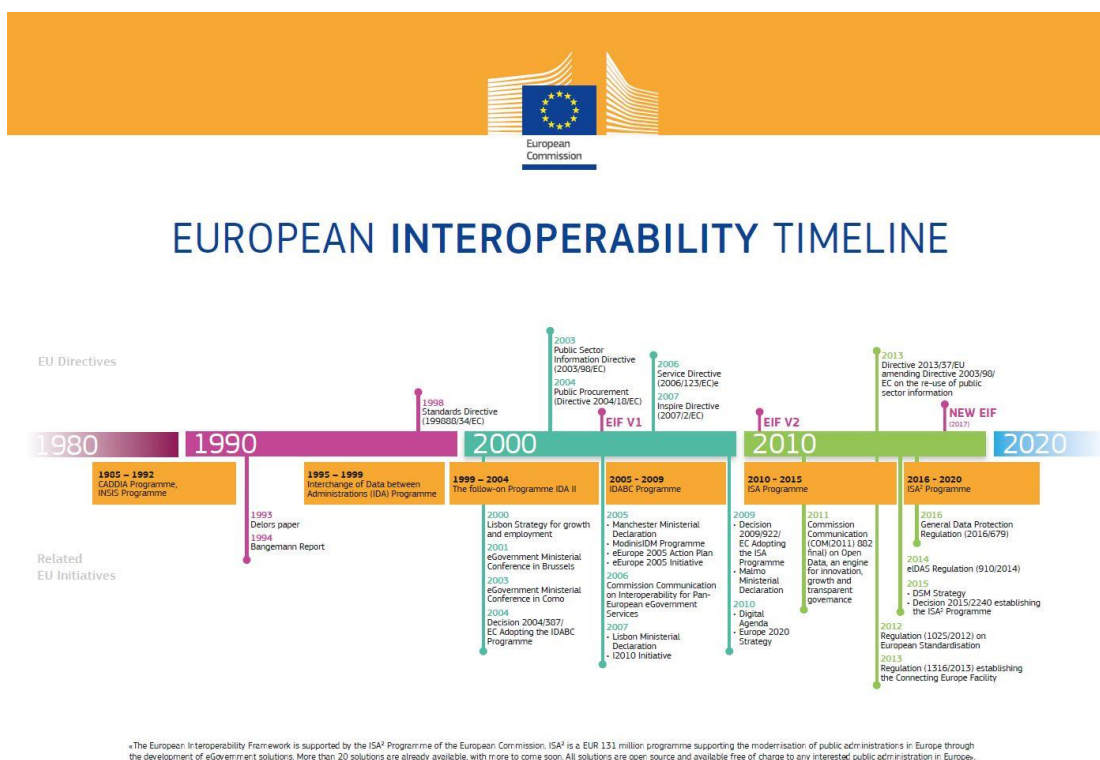 European
Commission
EUROPEAN INTEROPERABILITY TIMELINE
EU Directives
1998
Standards Directive
(199888/34/EC)
2003
Public Sector
Information Directive
(2003/98/EC)
2004
Public Procurement
(Directive 2004/18/EC)
EIF V1
2006
Service Directive
(2006/123/EC)e
2007
Inspire Directive
(2007/2/EC)
EIF V2
2013
Directive 2013/37/EU
amending Directive 2003/98/
EC on the re-use of public
sector information
NEW EIF
(2017)
1980
1990
2000
2010
2020
1985 – 1992
CADDIA Programme,
INSIS Programme
1995 – 1999
Interchange of Data between
Administrations (IDA) Programme
1999 – 2004
The follow-on Programme IDA II
2005 - 2009
IDABC Programme
2010 - 2015
ISA Programme
2016 - 2020
ISA² Programme
Related
EU Initiatives
1993
Delors paper
1994
Bangemann Report
2000
Lisbon Strategy for growth
and employment
2001
eGovernment Ministerial
Conference in Brussels
2003
eGovernment Ministerial
Conference in Como
2004
Decision 2004/387/
EC Adopting the IDABC
Programme
2005
• Manchester Ministerial
Declaration
• ModinisIDM Programme
• eEurope 2005 Action Plan
• eEurope 2005 Initiative
2006
Commission Communication
on Interoperability for Pan-
European eGovernment
Services
2007
• Lisbon Ministerial
Declaration
• I2010 Initiative
2009
• Decision
2009/922/
EC Adopting
the ISA
Programme
• Malmo
Ministerial
Declaration
2010
• Digital
Agenda
• Europe 2020
Strategy
2011
Commission
Communication
(COM(2011) 882
final) on Open
Data, an engine
for innovation,
growth and
transparent
governance
2016
General Data Protection
Regulation (2016/679)
2014
eIDAS Regulation (910/2014)
2015
• DSM Strategy
• Decision 2015/2240 establishing
the ISA² Programme
2012
Regulation (1025/2012) on
European Standardisation
2013
Regulation (1316/2013) establishing
the Connecting Europe Facility
«The European Interoperability Framework is supported by the ISA² Programme of the European Commission. ISA² is a EUR 131 million programme supporting the modernisation of public administrations in Europe through
the development of eGovernment solutions. More than 20 solutions are already available, with more to come soon. All solutions are open source and available free of charge to any interested public administration in Europe».